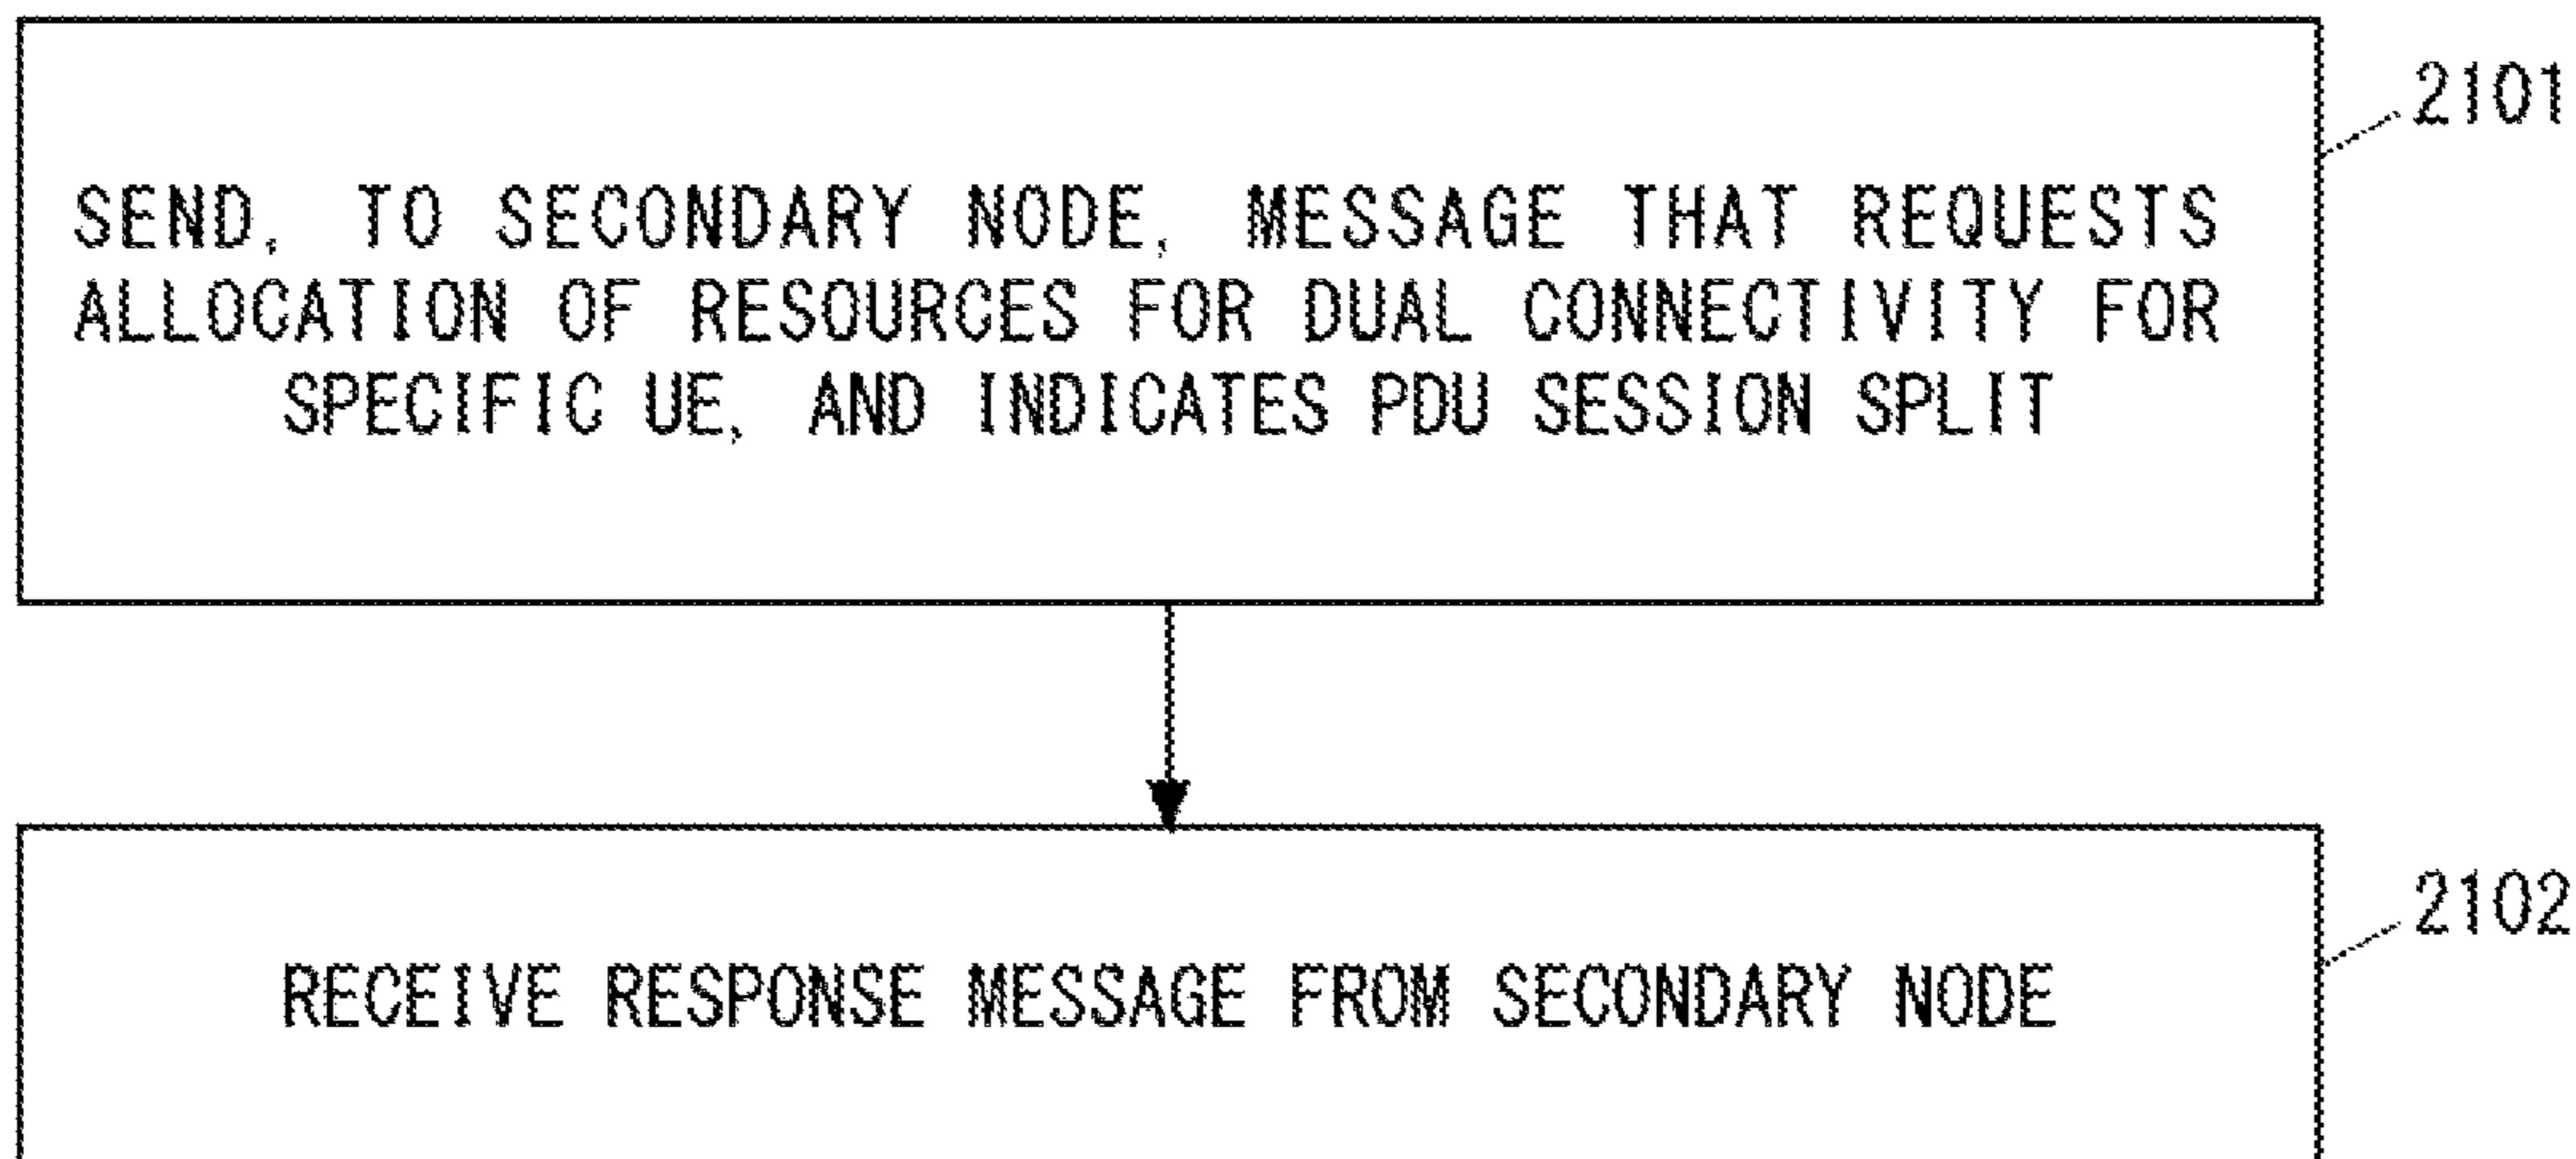 2101
SEND, TO SECONDARY NODE, MESSAGE THAT REQUESTS
ALLOCATION OF RESOURCES FOR DUAL CONNECTIVITY FOR
SPECIFIC UE, AND INDICATES PDU SESSION SPLIT
2102
RECEIVE RESPONSE MESSAGE FROM SECONDARY NODE